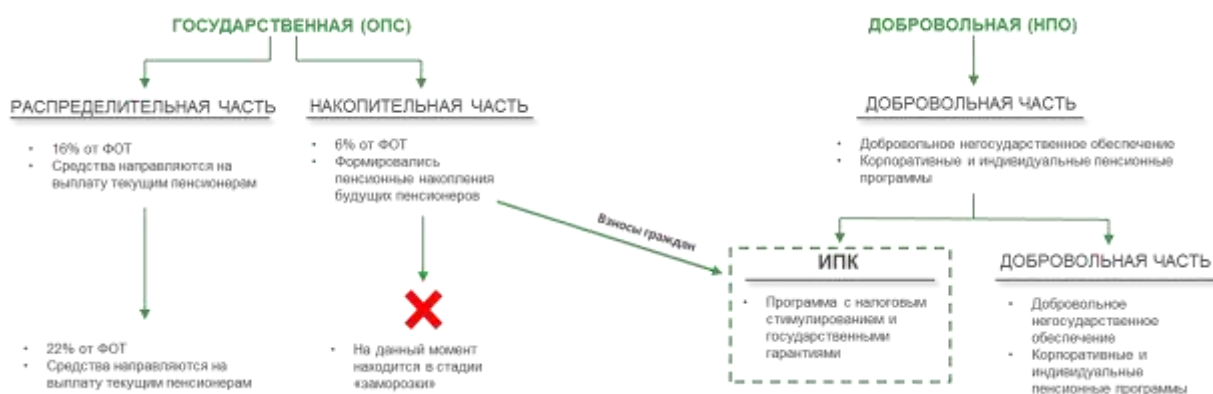 ГОСУДАРСТВЕННАЯ (ОПС)
РАСПРЕДЕЛИТЕЛЬНАЯ ЧАСТЬ
• 16% от ФОТ
• Средства направляются на
выплату текущим пенсионерам
• 22% от ФОТ
• Средства направляются на
выплату текущим пенсионерам
НАКОПИТЕЛЬНАЯ ЧАСТЬ
• 6% от ФОТ
• Формировались
пенсионные накопления
будущих пенсионеров
• На данный момент
находится в стадии
«заморозки»
Взносы граждан
ДОБРОВОЛЬНАЯ (НПО)
ДОБРОВОЛЬНАЯ ЧАСТЬ
• Добровольное негосударственное обеспечение
• Корпоративные и индивидуальные пенсионные
программы
ИПК
• Программа с налоговым
стимулированием и
государственными
гарантиями
ДОБРОВОЛЬНАЯ ЧАСТЬ
• Добровольное
негосударственное
обеспечение
• Корпоративные и
индивидуальные
пенсионные программы